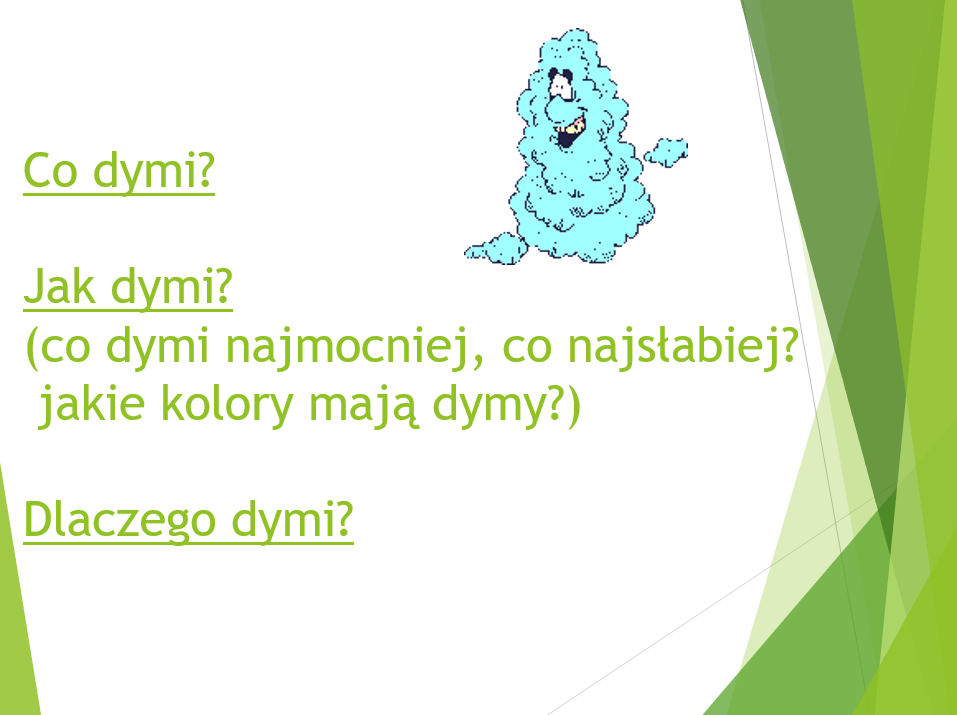 Co dymi?
Jak dymi?
(co dymi najmocniej, co najsłabiej?
jakie kolory mają dymy?)
Dlaczego dymi?